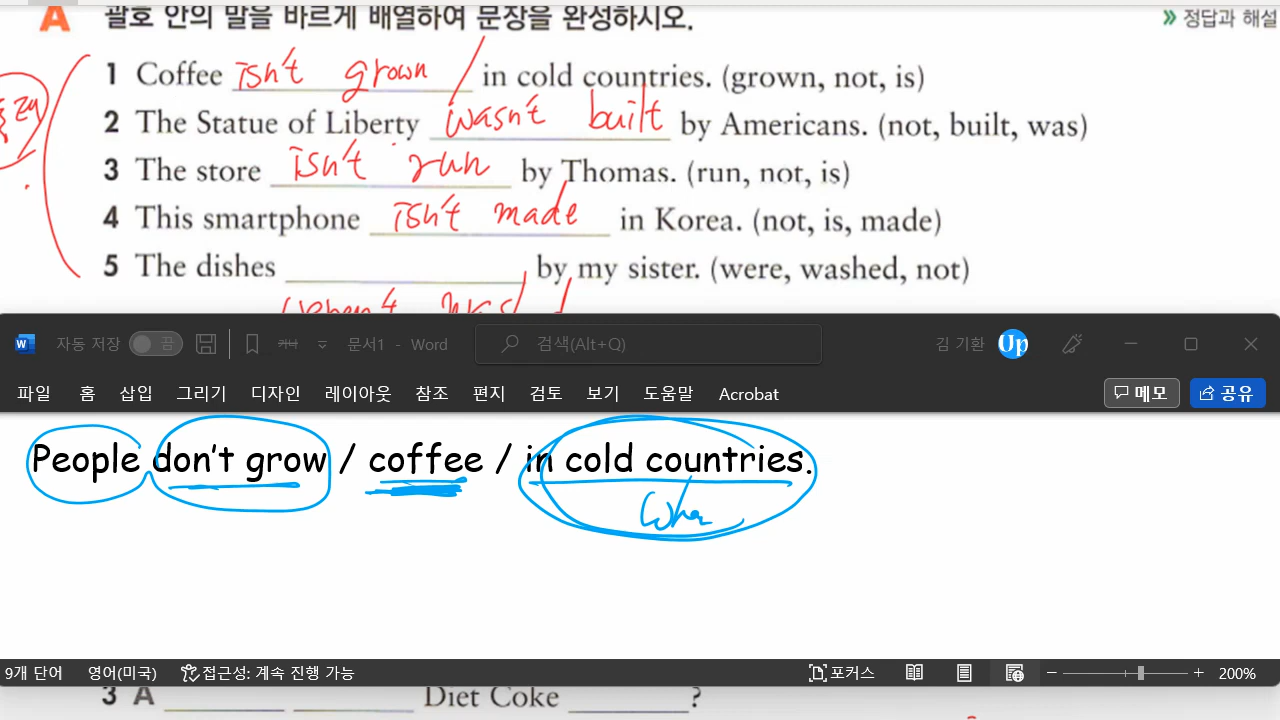 A 괄호 안의 말을 바르게 배열하여 문장을 완성하시오. » 정답과 해설
1 Coffee isn't grown in cold countries. (grown, not, is)
2 The Statue of Liberty wasn't built by Americans. (not, built, was)
3 The store isn't run by Thomas. (run, not, is)
4 This smartphone isn't made in Korea. (not, is, made)
5 The dishes by my sister. (were, washed, not)
자동 저장 끔 문서1 - Word 검색(Alt+Q) 김 기환 Up
파일 홈 삽입 그리기 디자인 레이아웃 참조 편지 검토 보기 도움말 Acrobat 메모 공유
People don't grow / coffee / in cold countries.
9개 단어 영어(미국) 접근성: 계속 진행 가능 포커스 200%
3 A Diet Coke ?